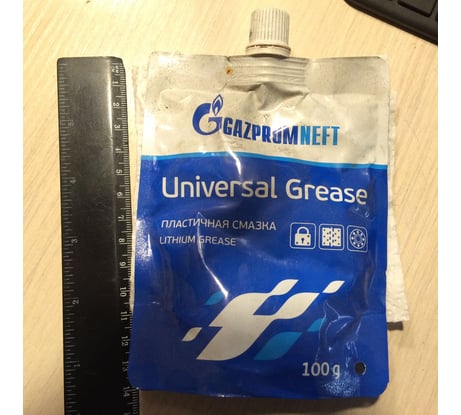 GAZPROMNEFT
Universal Grease
ПЛАСТИЧНАЯ СМАЗКА
LITHIUM GREASE
100 g